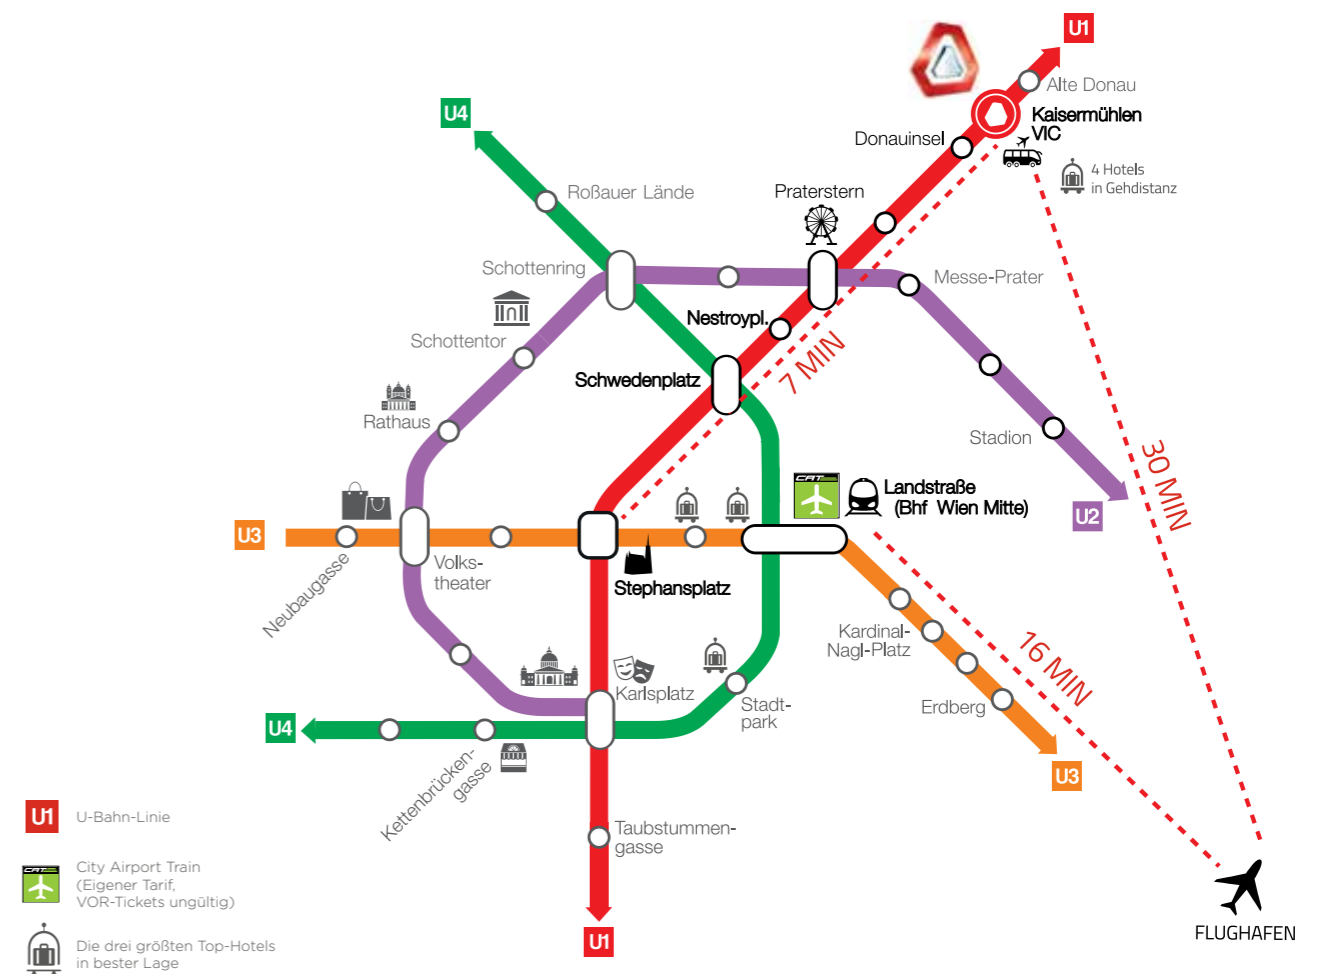 U1
Alte Donau
Kaisermühlen
VIC
U4
Donauinsel
4 Hotels
in Gehdistanz
Praterstern
Roßauer Lände
Schottenring
Messe-Prater
Nestroypl.
Schottentor
7 MIN
Schwedenplatz
Rathaus
Stadion
30 MIN
CAT
Landstraße
(Bhf Wien Mitte)
U2
U3
Volks-
theater
Neubaugasse
Stephansplatz
Kardinal-
Nagl-Platz
16 MIN
Karlsplatz
Stadt-
park
Erdberg
U4
Kettenbrücken-
gasse
U3
U1
U-Bahn-Linie
Taubstummen-
gasse
CAT
City Airport Train
(Eigener Tarif,
VOR-Tickets ungültig)
U1
FLUGHAFEN
Die drei größten Top-Hotels
in bester Lage